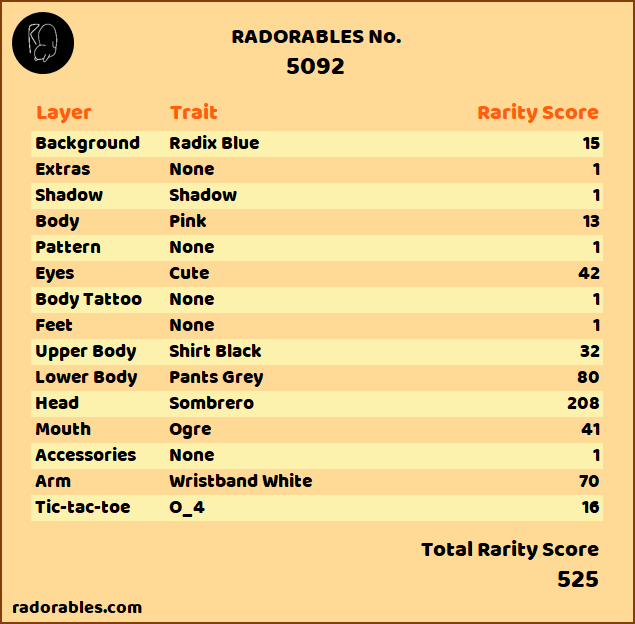 RADORABLES No.
5092
Layer Trait Rarity Score
Background Radix Blue 15
Extras None 1
Shadow Shadow 1
Body Pink 13
Pattern None 1
Eyes Cute 42
Body Tattoo None 1
Feet None 1
Upper Body Shirt Black 32
Lower Body Pants Grey 80
Head Sombrero 208
Mouth Ogre 41
Accessories None 1
Arm Wristband White 70
Tic-tac-toe O_4 16
Total Rarity Score
525
radorables.com